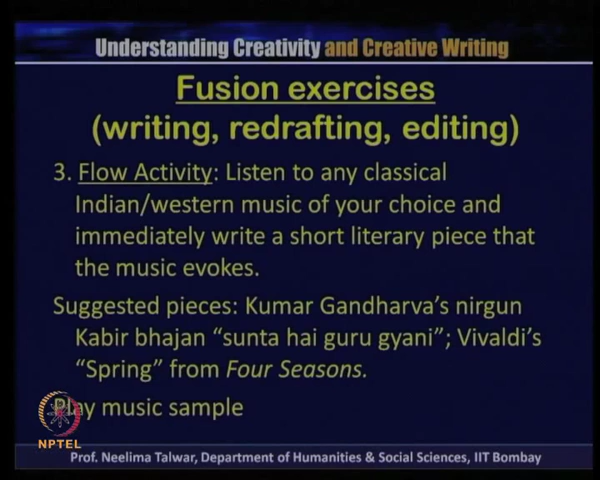 Understanding Creativity and Creative Writing
Fusion exercises
(writing, redrafting, editing)
3. Flow Activity: Listen to any classical
Indian/western music of your choice and
immediately write a short literary piece that
the music evokes.
Suggested pieces: Kumar Gandharva's nirgun
Kabir bhajan "sunta hai guru gyani"; Vivaldi's
"Spring" from Four Seasons.
Play music sample
NPTEL
Prof. Neelima Talwar, Department of Humanities & Social Sciences, IIT Bombay